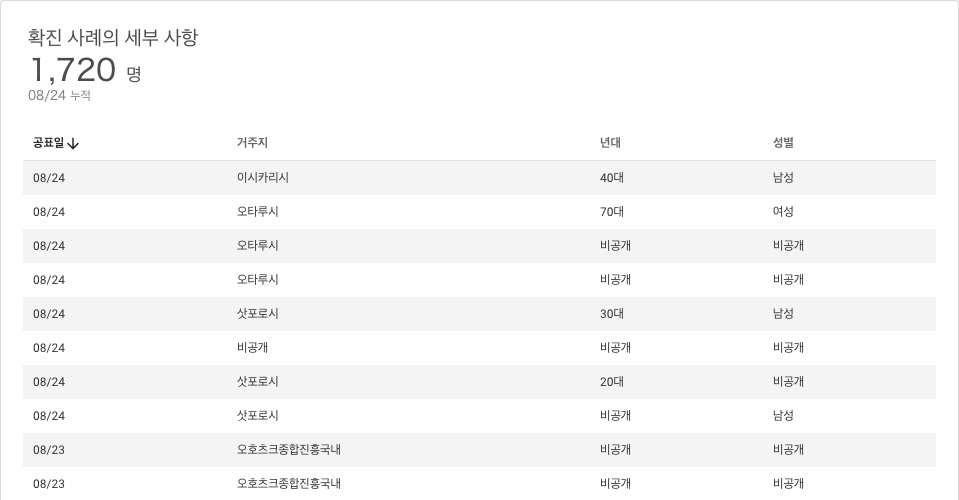 확진 사례의 세부 사항
1,720 명
08/24 누적
공표일 거주지 년대 성별
08/24 이시카리시 40대 남성
08/24 오타루시 70대 여성
08/24 오타루시 비공개 비공개
08/24 오타루시 비공개 비공개
08/24 삿포로시 30대 남성
08/24 비공개 비공개 비공개
08/24 삿포로시 20대 비공개
08/24 삿포로시 비공개 남성
08/23 오호츠크종합진흥국내 비공개 비공개
08/23 오호츠크종합진흥국내 비공개 비공개